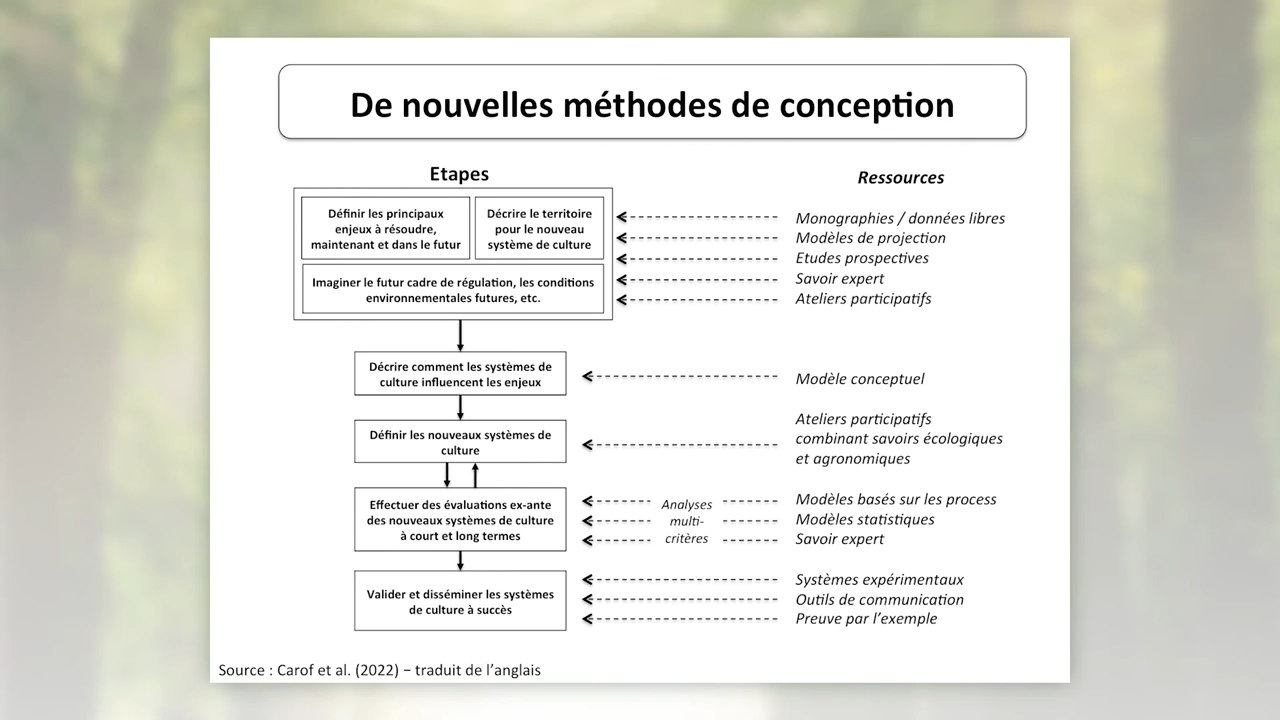 De nouvelles méthodes de conception
Etapes
Ressources
Définir les principaux
enjeux à résoudre,
maintenant et dans le futur
Décrire le territoire
pour le nouveau
système de culture
Imaginer le futur cadre de régulation, les conditions
environnementales futures, etc.
Monographies / données libres
Modèles de projection
Etudes prospectives
Savoir expert
Ateliers participatifs
Décrire comment les systèmes de
culture influencent les enjeux
Modèle conceptuel
Définir les nouveaux systèmes de
culture
Ateliers participatifs
combinant savoirs écologiques
et agronomiques
Effectuer des évaluations ex-ante
des nouveaux systèmes de culture
à court et long termes
Analyses
multi-
critères
Modèles basés sur les process
Modèles statistiques
Savoir expert
Valider et disséminer les systèmes
de culture à succès
Systèmes expérimentaux
Outils de communication
Preuve par l'exemple
Source : Carof et al. (2022) – traduit de l'anglais